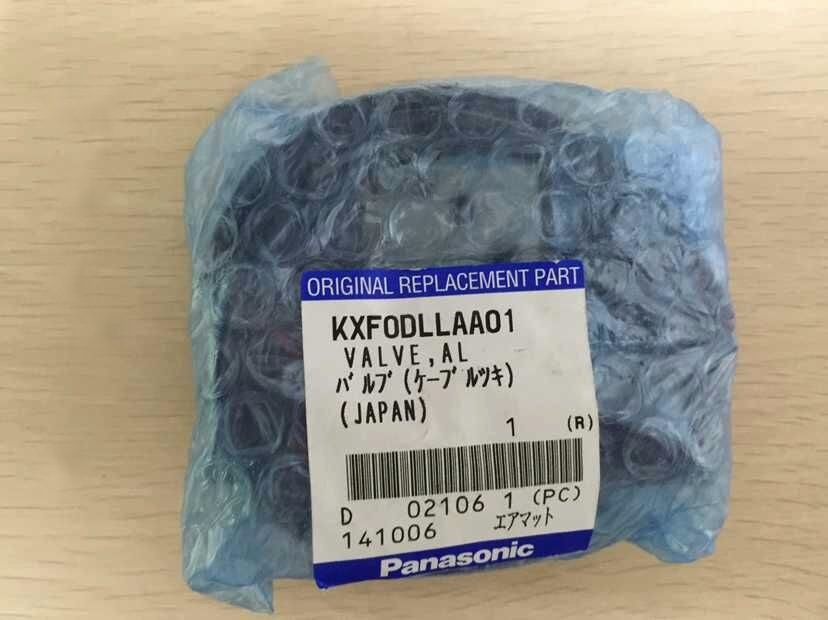 ORIGINAL REPLACEMENT PART
KXF0DLLAA01
VALVE,AL
ﾊﾞﾙﾌﾞ(ｹｰﾌﾞﾙﾂｷ)
(JAPAN)
1 (R)
D 02106 1 (PC)
141006 ｴｱﾏｯﾄ
Panasonic